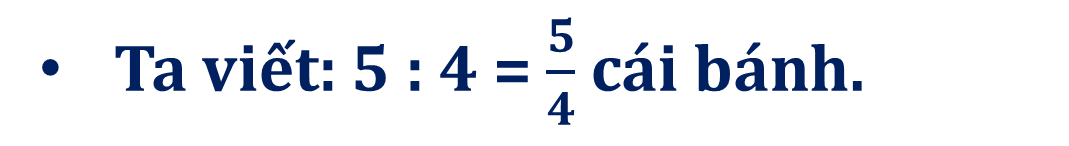 • Ta viết: 5 : 4 = 5/4 cái bánh.